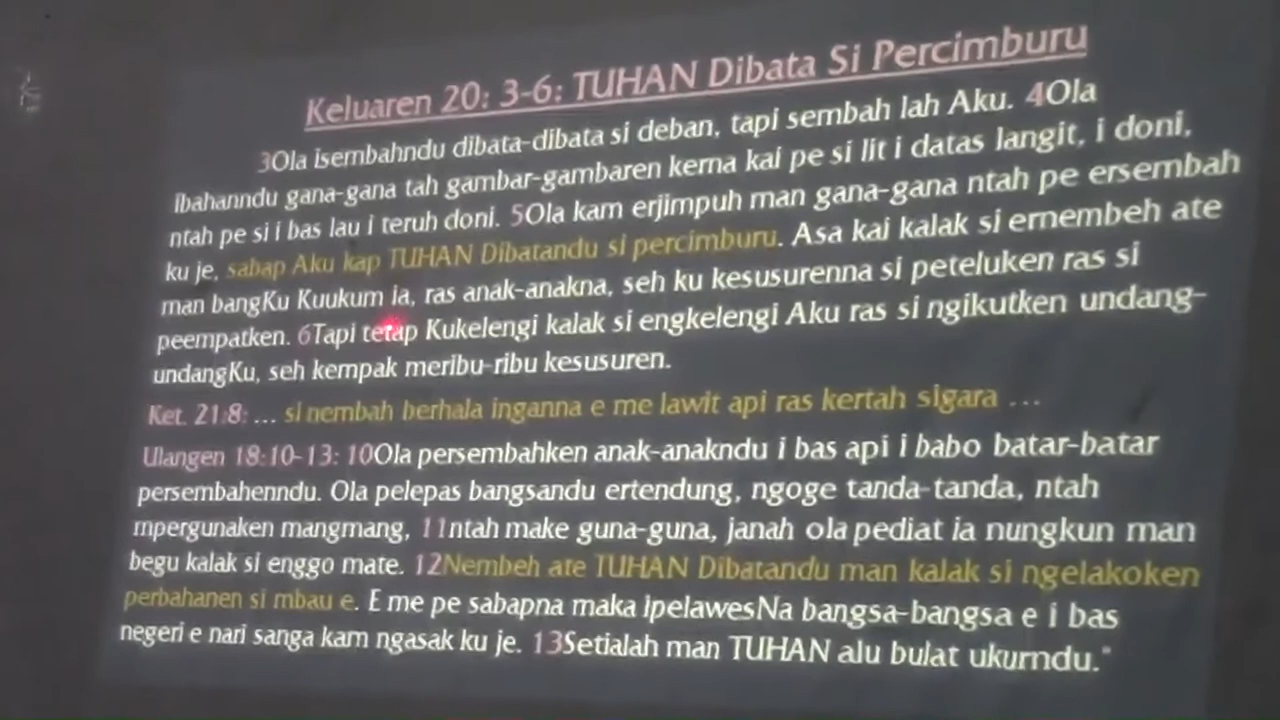 Keluaren 20: 3-6: TUHAN Dibata Si Percimburu
3Ola isembahndu dibata-dibata si deban, tapi sembah lah Aku. 4Ola
ibahanndu gana-gana tah gambar-gambaren kerna kai pe si lit i datas langit, i doni,
ntah pe si i bas lau i teruh doni. 5Ola kam erjimpuh man gana-gana ntah pe ersembah
ku je, sabap Aku kap TUHAN Dibatandu si percimburu. Asa kai kalak si ernembeh ate
man bangKu Kuukum ia, ras anak-anakna, seh ku kesusurenna si peteluken ras si
peempatken. 6Tapi tetap Kukelengi kalak si engkelengi Aku ras si ngikutken undang-
undangKu, seh kempak meribu-ribu kesusuren.
Ket. 21:8: ... si nembah berhala inganna e me lawit api ras kertah sigara ...
Ulangen 18:10-13: 10Ola persembahken anak-anakndu i bas api i babo batar-batar
persembahenndu. Ola pelepas bangsandu ertendung, ngoge tanda-tanda, ntah
mpergunaken mangmang, 11ntah make guna-guna, janah ola pediat ia nungkun man
begu kalak si enggo mate. 12Nembeh ate TUHAN Dibatandu man kalak si ngelakoken
perbahanen si mbau e. E me pe sabapna maka ipelawesNa bangsa-bangsa e i bas
negeri e nari sanga kam ngasak ku je. 13Setialah man TUHAN alu bulat ukurndu."